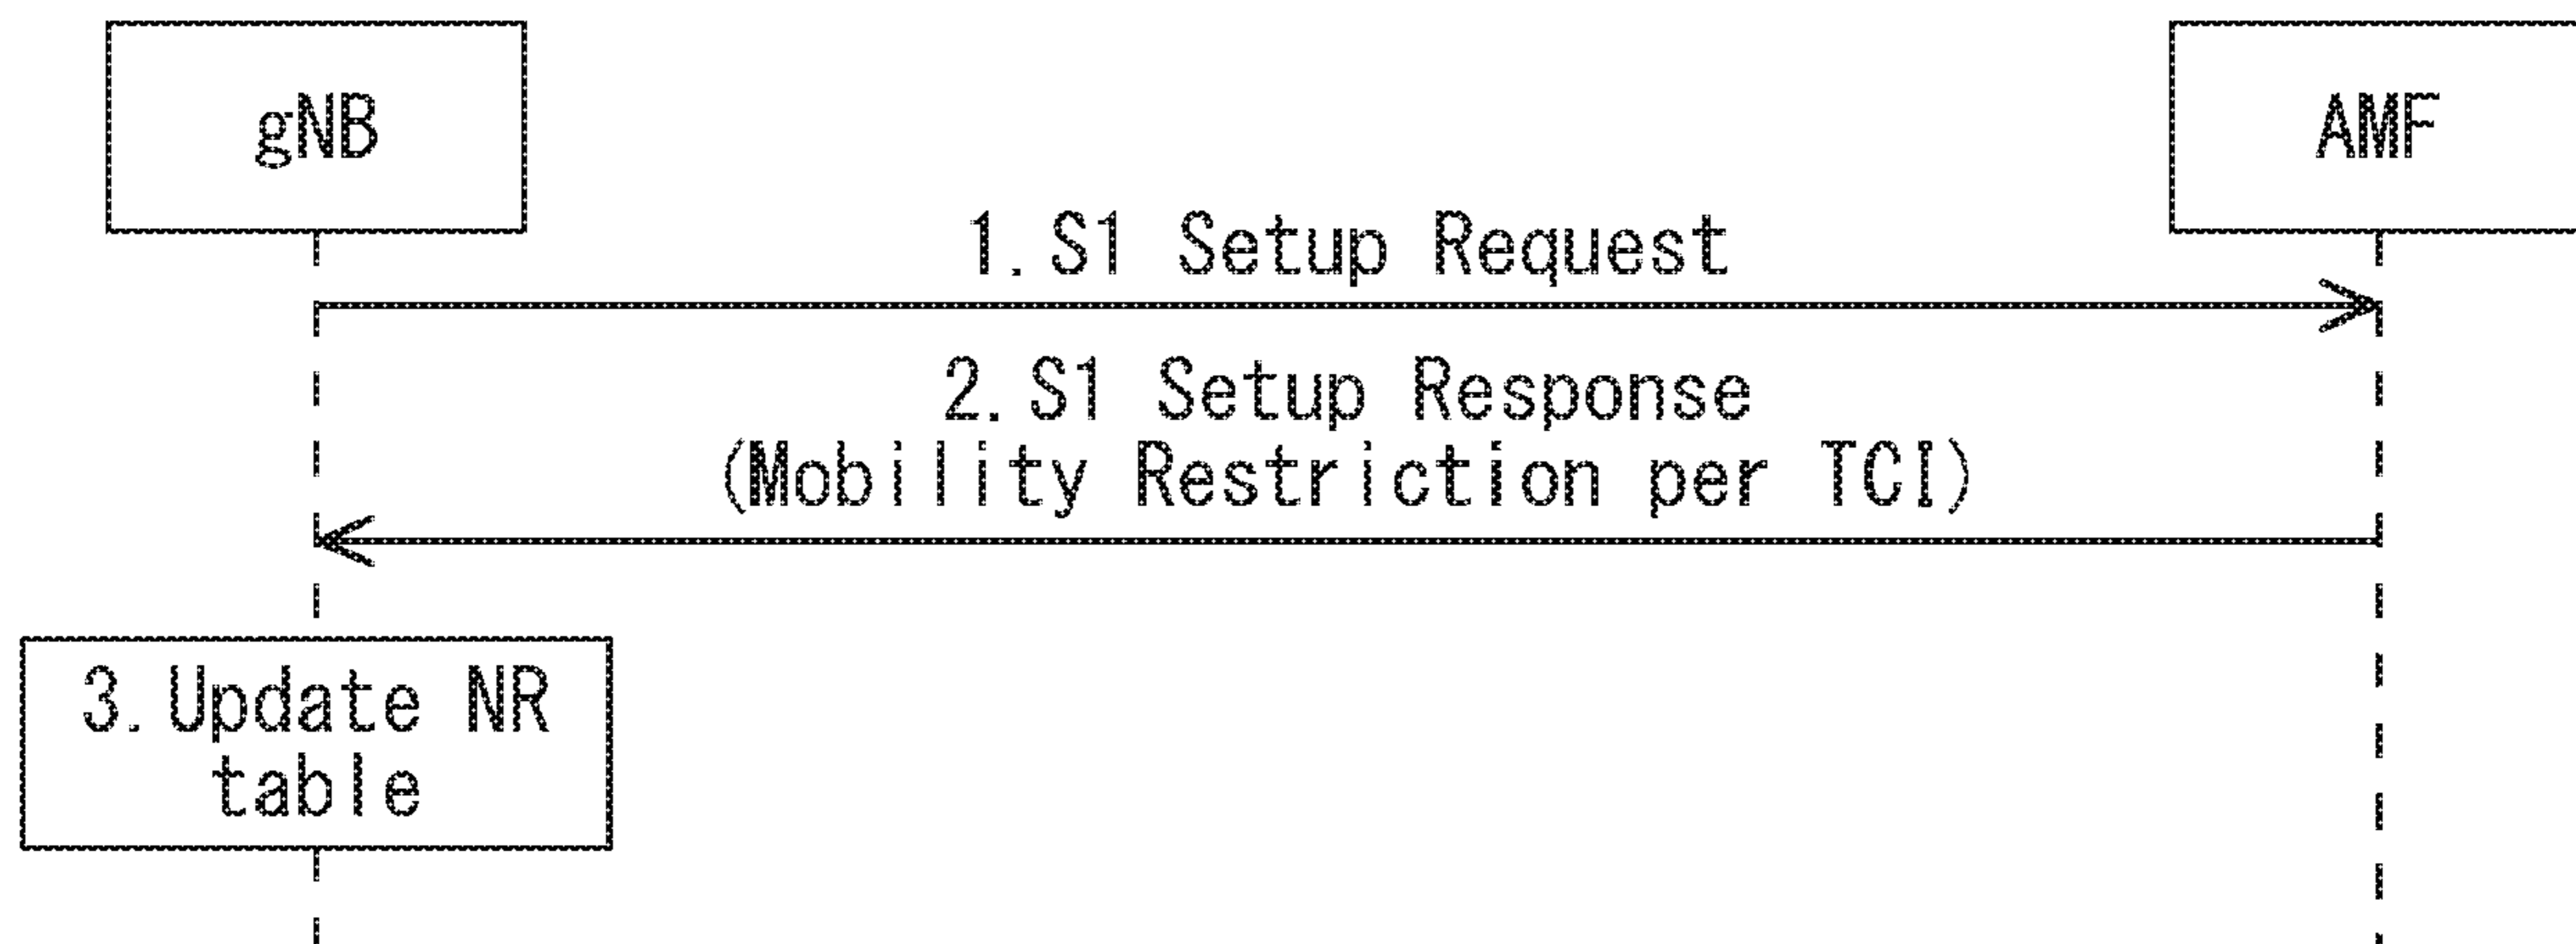 gNB
AMF
1. S1 Setup Request
2. S1 Setup Response
(Mobility Restriction per TCI)
3. Update NR
table